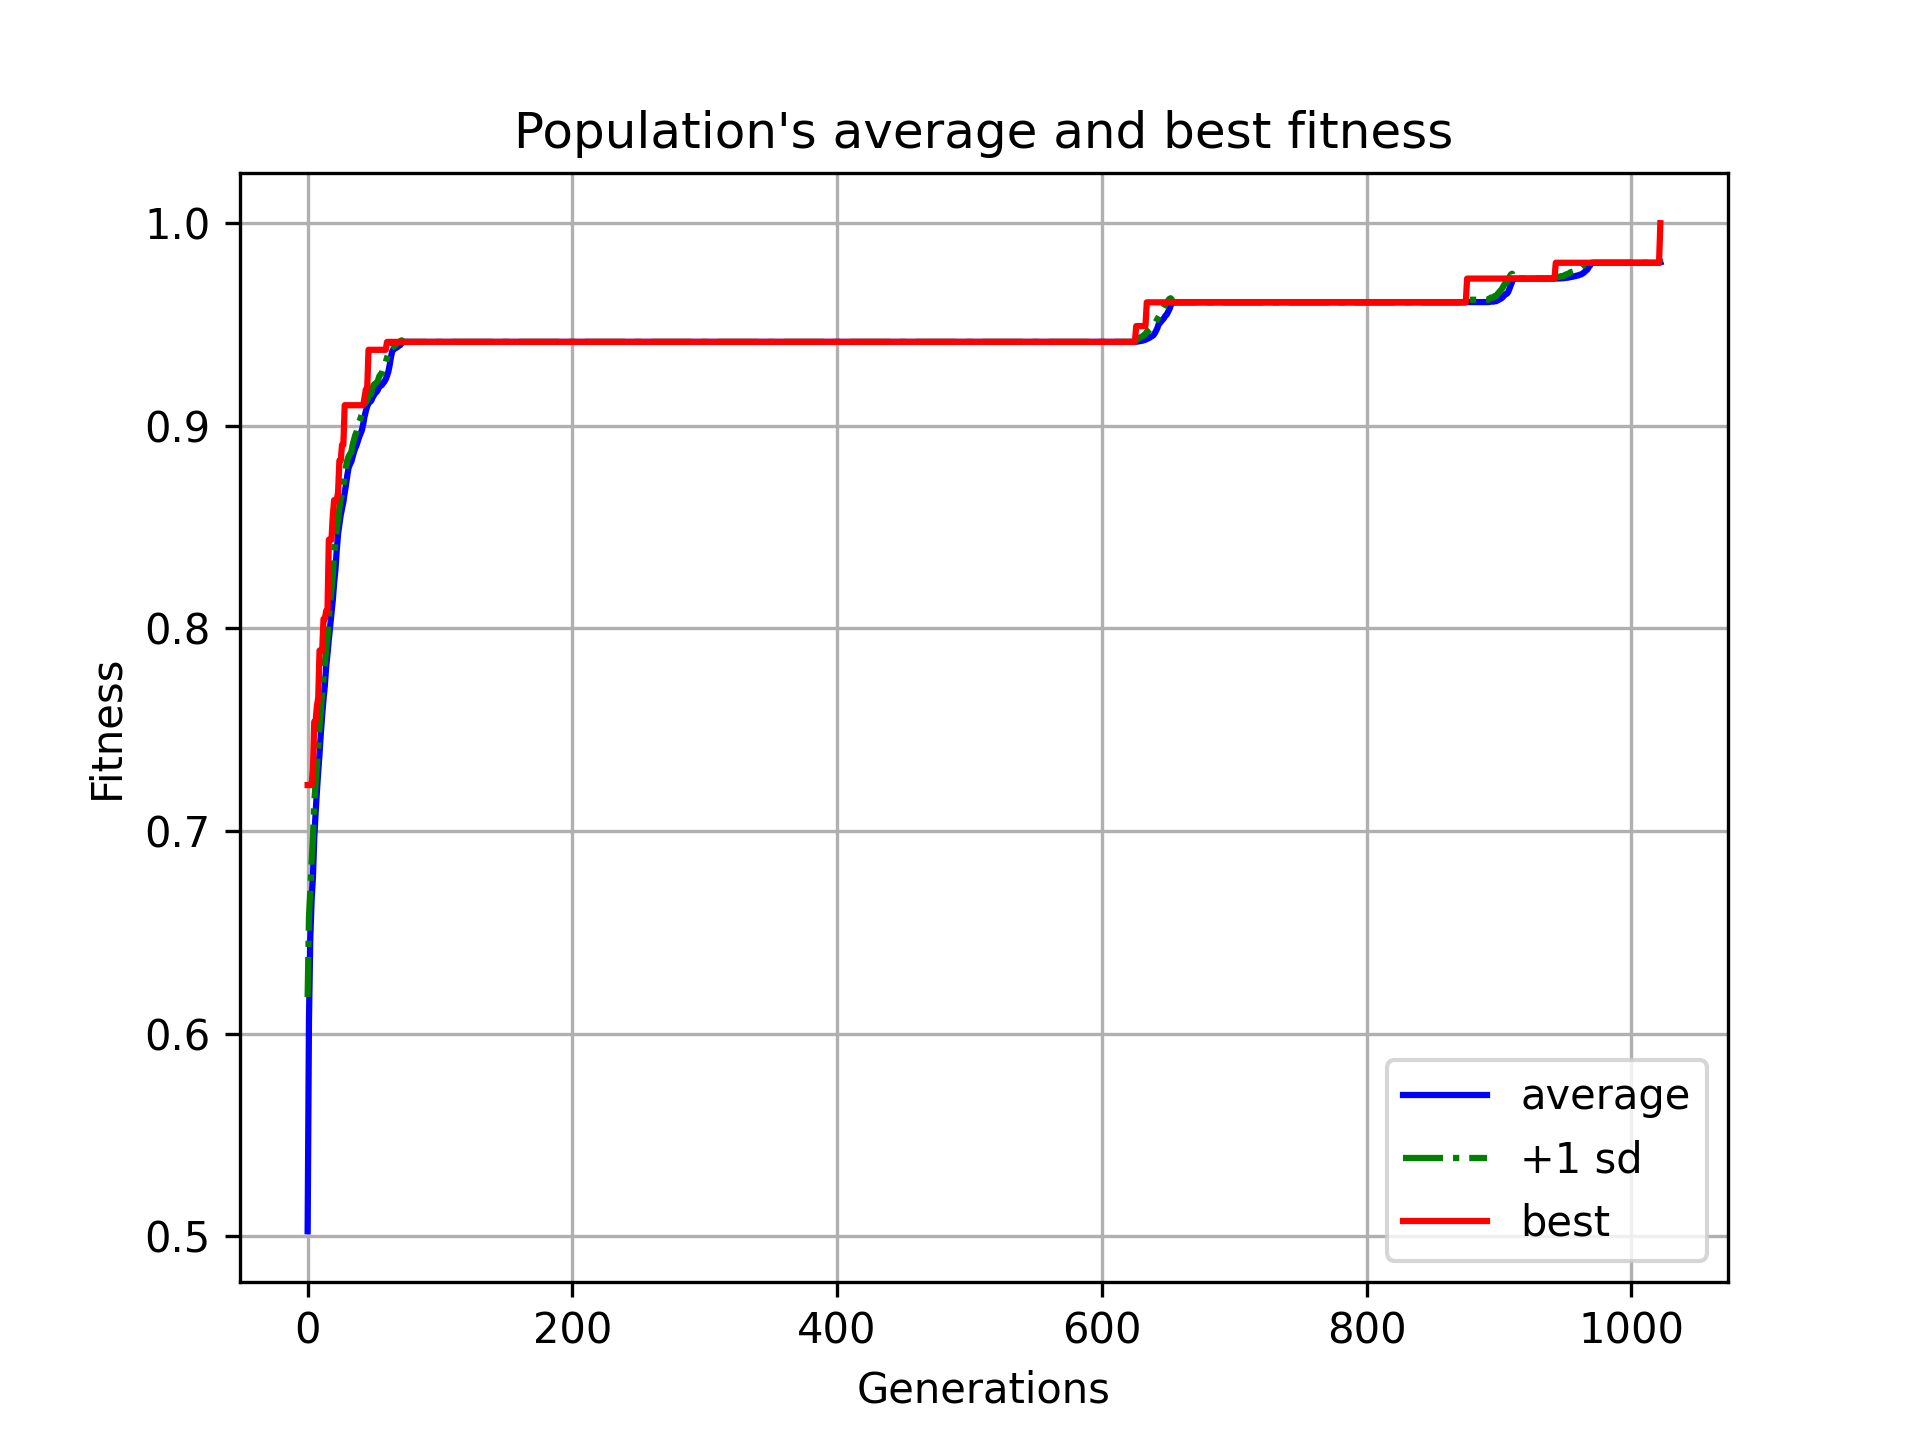 Population's average and best fitness
1.0
0.9
0.8
0.7
0.6
0.5
Fitness
0 200 400 600 800 1000
Generations
average
+1 sd
best